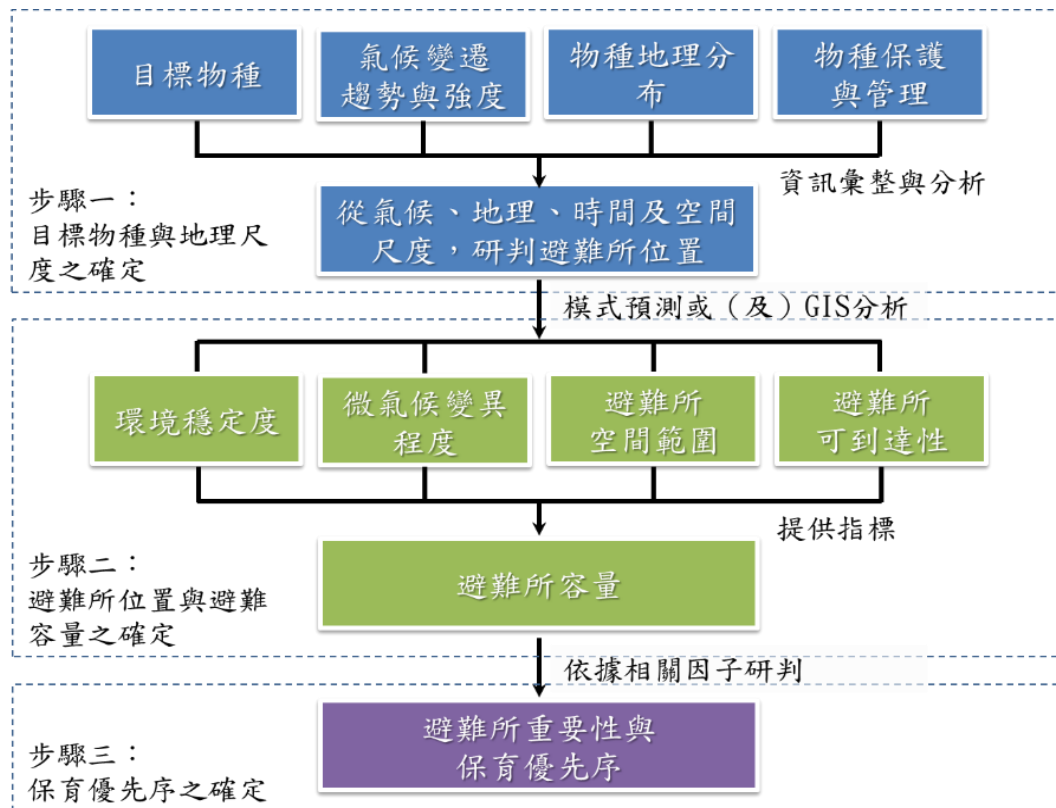 目標物種
氣候變遷
趨勢與強度
物種地理分
布
物種保護
與管理
資訊彙整與分析
步驟一：
目標物種與地理尺
度之確定
從氣候、地理、時間及空間
尺度，研判避難所位置
模式預測或（及）GIS分析
環境穩定度
微氣候變異
程度
避難所
空間範圍
避難所
可到達性
提供指標
步驟二：
避難所位置與避難
容量之確定
避難所容量
依據相關因子研判
步驟三：
保育優先序之確定
避難所重要性與
保育優先序